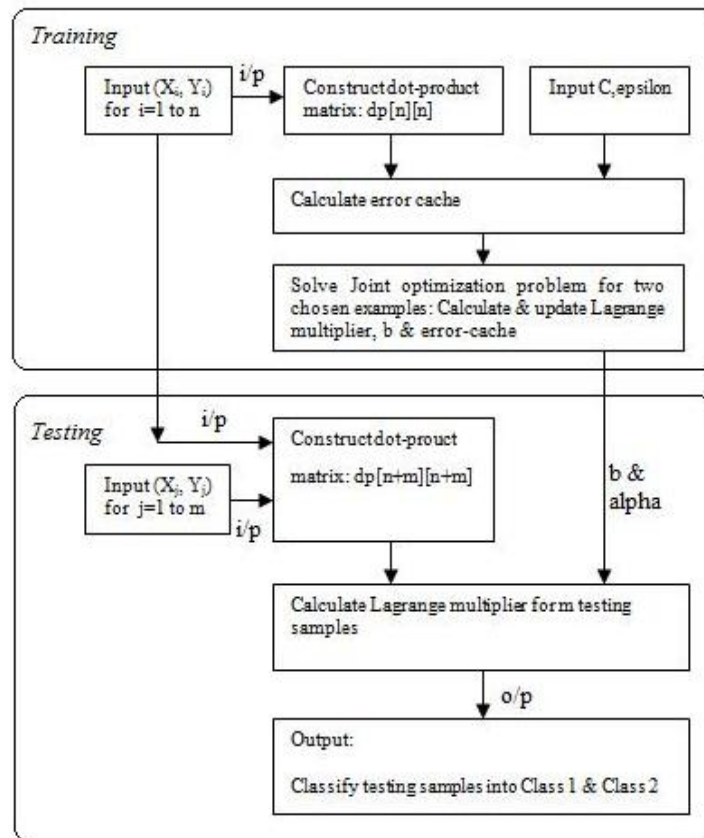 Training
Input (Xi, Yi)
for i=1 to n
i/p
Construct dot-product
matrix: dp[n][n]
Input C,epsilon
Calculate error cache
Solve Joint optimization problem for two
chosen examples: Calculate & update Lagrange
multiplier, b & error-cache
Testing
i/p
Construct dot-prouct
matrix: dp[n+m][n+m]
Input (Xj, Yj)
for j=1 to m
i/p
b &
alpha
Calculate Lagrange multiplier for m testing
samples
o/p
Output:
Classify testing samples into Class 1 & Class 2